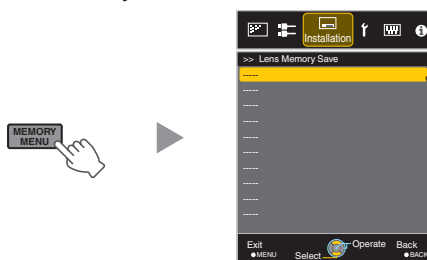 MEMORY
MENU
Installation
>> Lens Memory Save
-----
-----
-----
-----
-----
-----
-----
-----
-----
-----
Exit
●MENU
Select
Operate
Back
●BACK